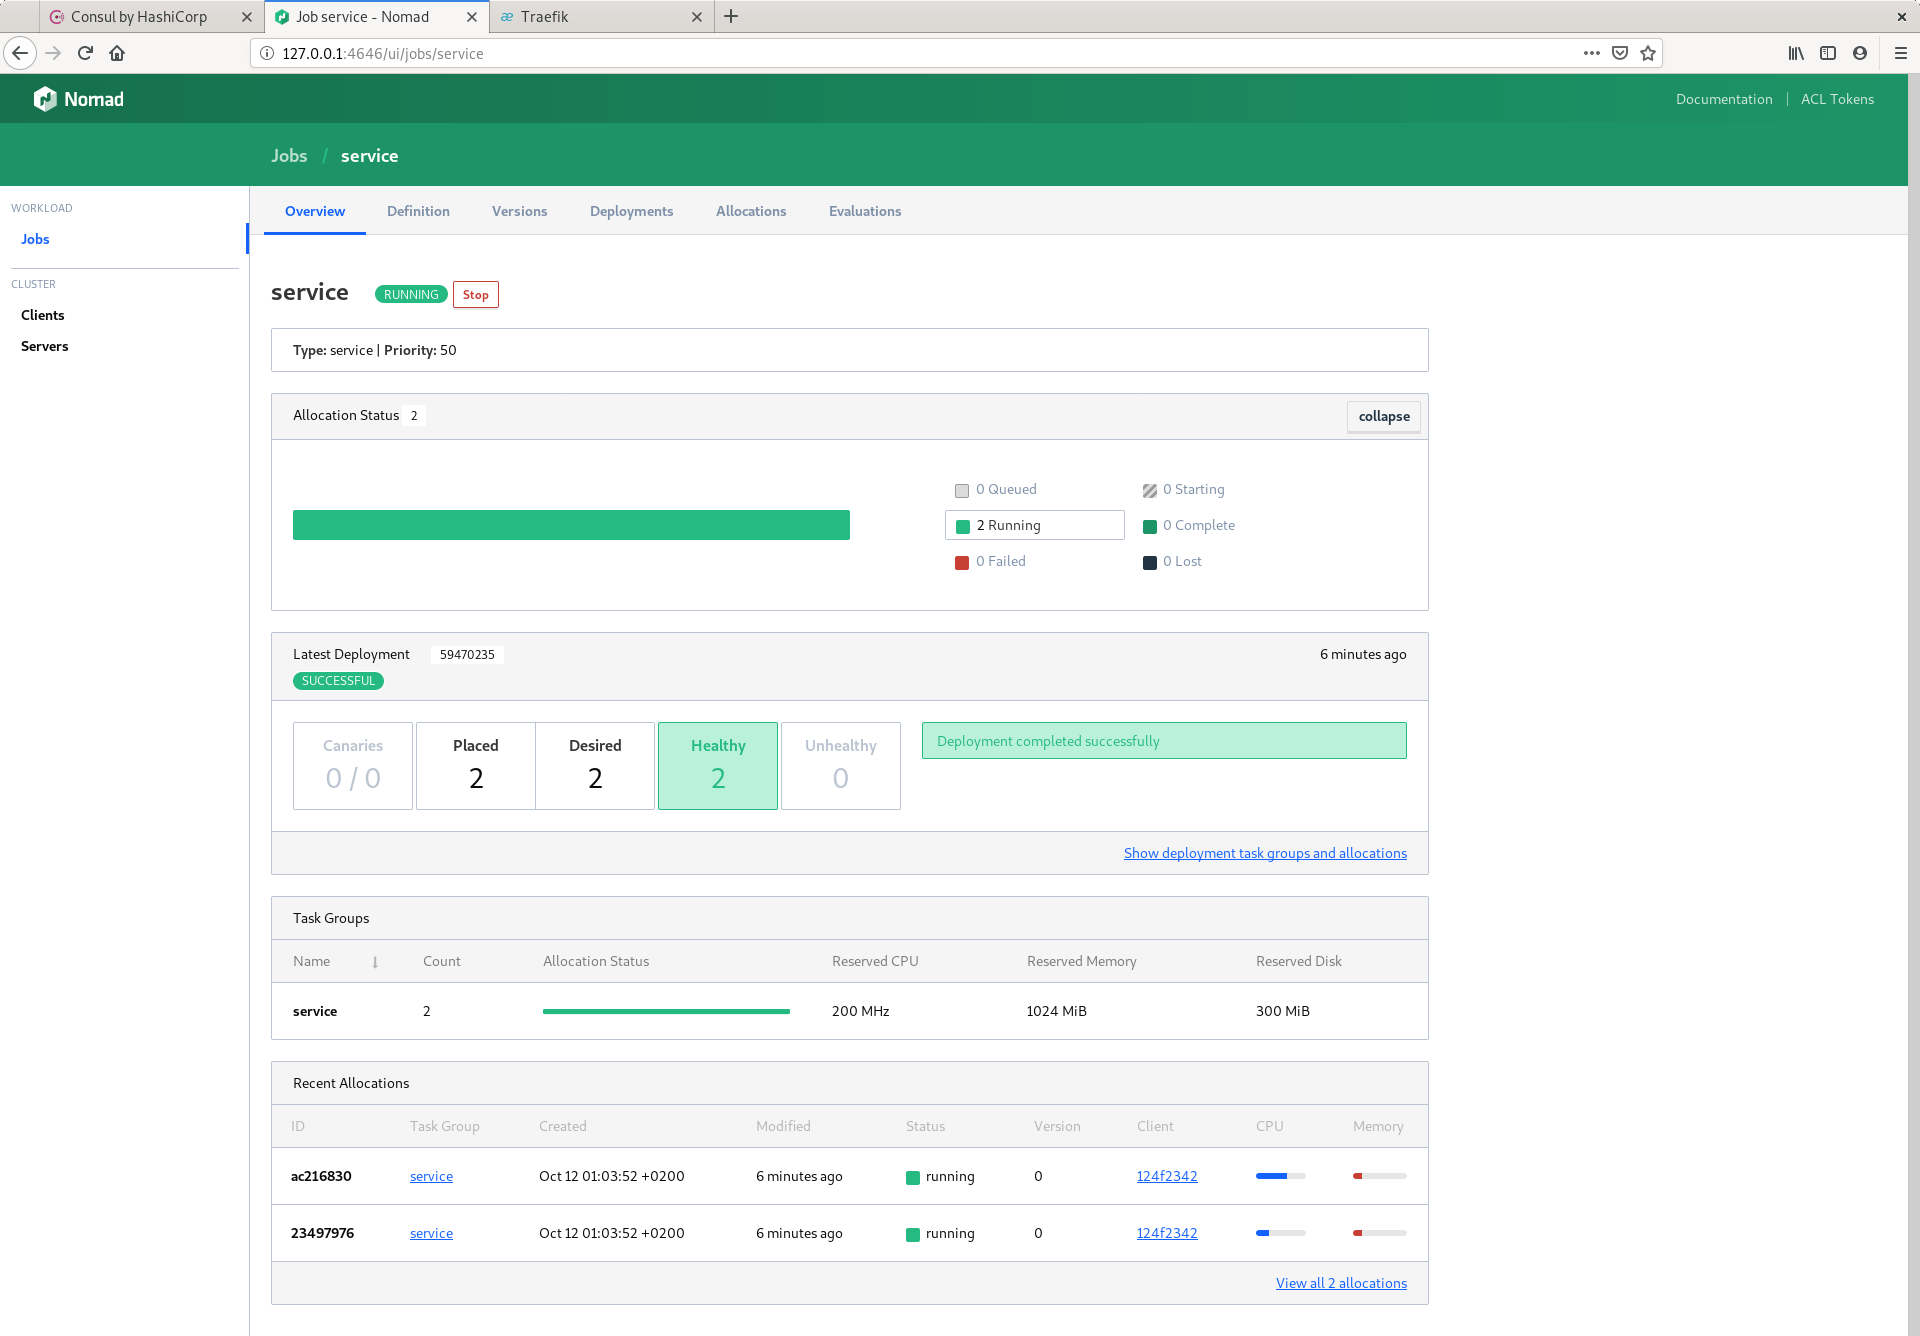 Consul by HashiCorp
Job service - Nomad
Traefik
127.0.0.1:4646/ui/jobs/service
Nomad
Documentation
ACL Tokens
Jobs / service
WORKLOAD
Jobs
CLUSTER
Clients
Servers
Overview Definition Versions Deployments Allocations Evaluations
service RUNNING Stop
Type: service | Priority: 50
Allocation Status 2 collapse
0 Queued 0 Starting
2 Running 0 Complete
0 Failed 0 Lost
Latest Deployment 59470235 6 minutes ago
SUCCESSFUL
Canaries Placed Desired Healthy Unhealthy
0 / 0 2 2 2 0
Deployment completed successfully
Show deployment task groups and allocations
Task Groups
Name Count Allocation Status Reserved CPU Reserved Memory Reserved Disk
service 2 200 MHz 1024 MiB 300 MiB
Recent Allocations
ID Task Group Created Modified Status Version Client CPU Memory
ac216830 service Oct 12 01:03:52 +0200 6 minutes ago running 0 124f2342
23497976 service Oct 12 01:03:52 +0200 6 minutes ago running 0 124f2342
View all 2 allocations